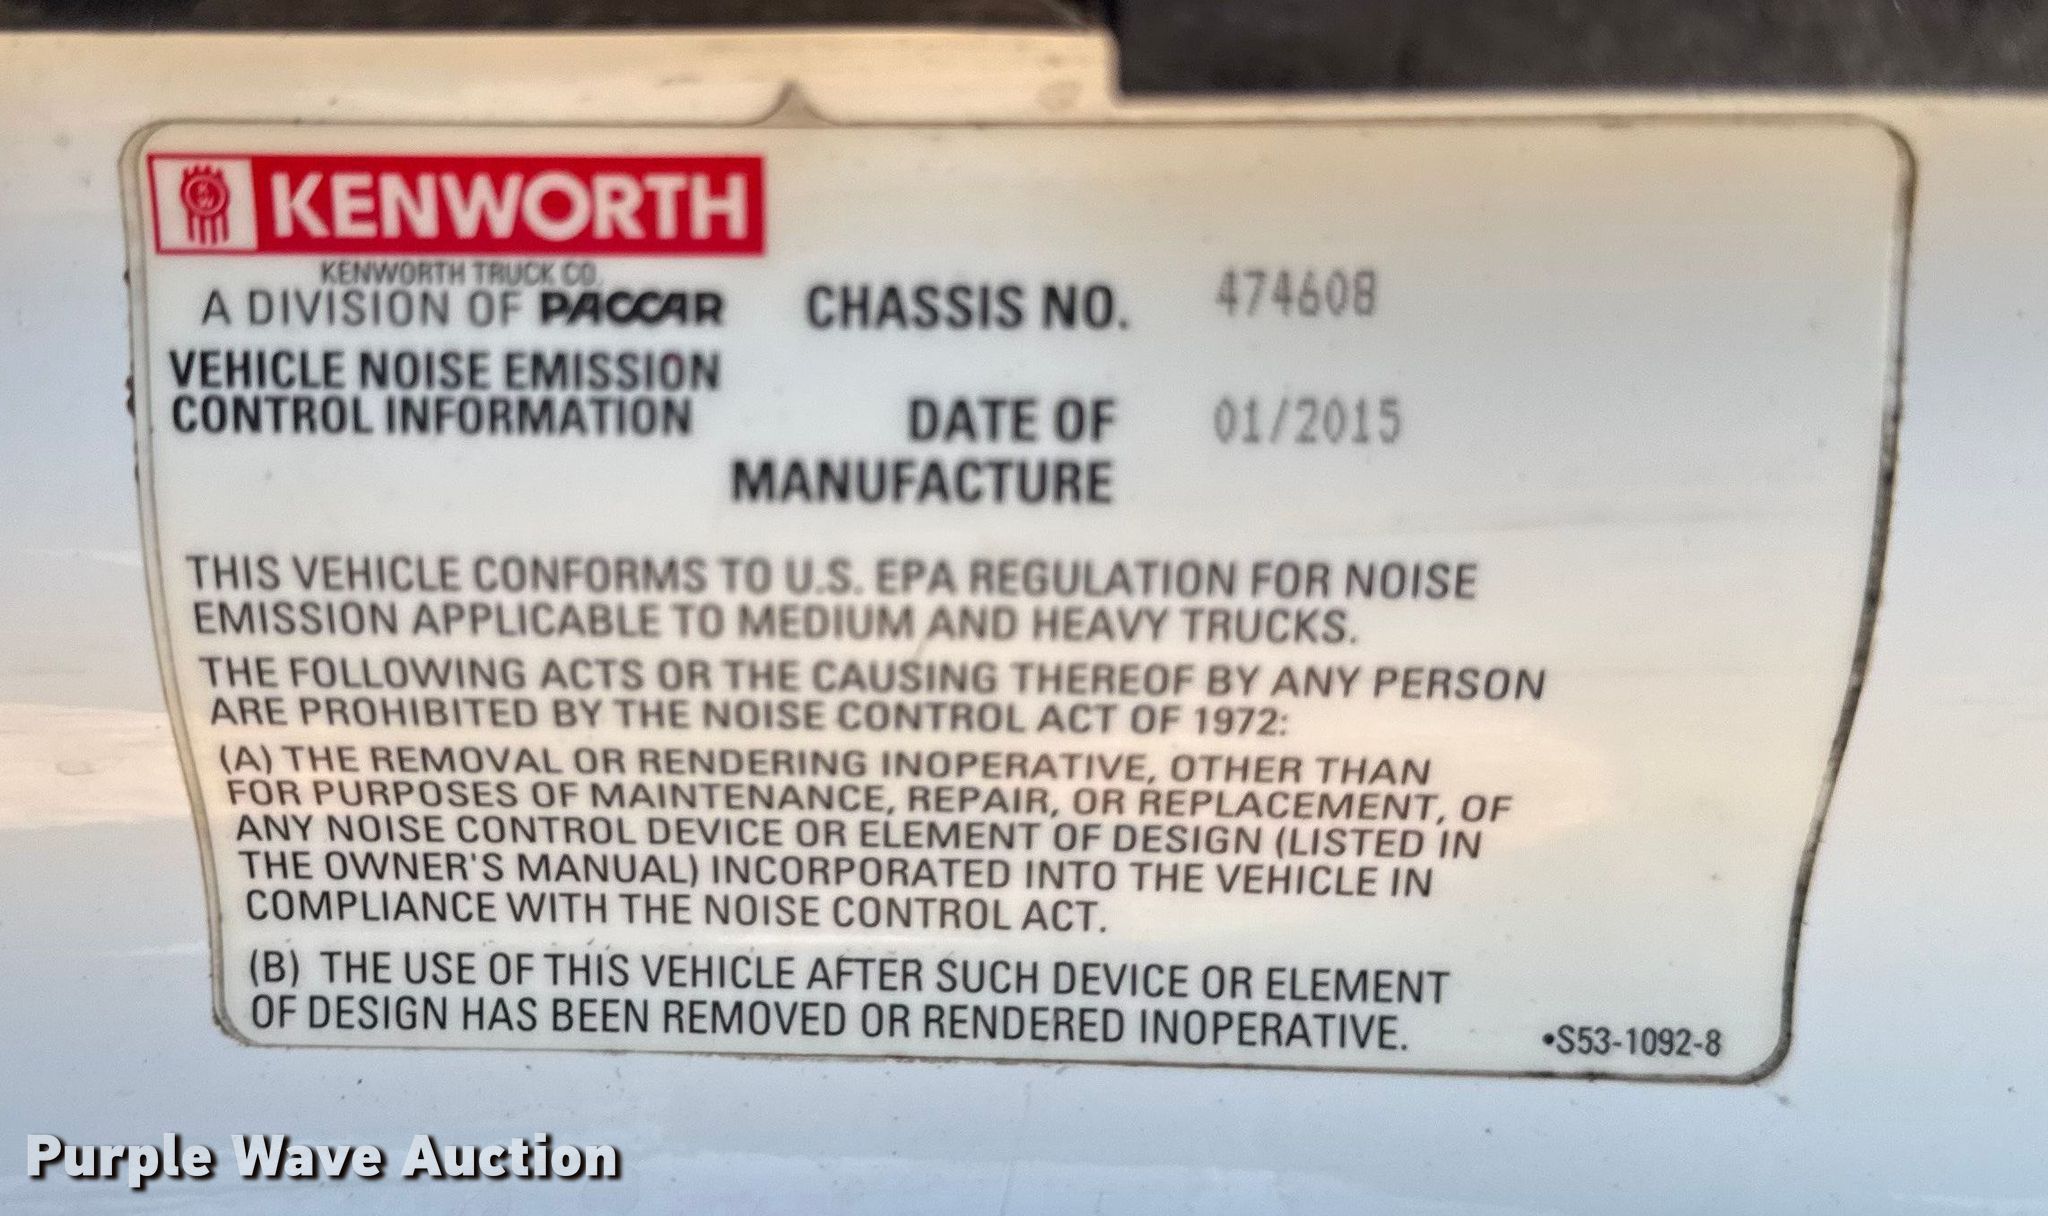 KENWORTH
KENWORTH TRUCK CO.
A DIVISION OF PACCAR
CHASSIS NO. 474608
VEHICLE NOISE EMISSION
CONTROL INFORMATION
DATE OF 01/2015
MANUFACTURE
THIS VEHICLE CONFORMS TO U.S. EPA REGULATION FOR NOISE
EMISSION APPLICABLE TO MEDIUM AND HEAVY TRUCKS.
THE FOLLOWING ACTS OR THE CAUSING THEREOF BY ANY PERSON
ARE PROHIBITED BY THE NOISE CONTROL ACT OF 1972:
(A) THE REMOVAL OR RENDERING INOPERATIVE, OTHER THAN
FOR PURPOSES OF MAINTENANCE, REPAIR, OR REPLACEMENT, OF
ANY NOISE CONTROL DEVICE OR ELEMENT OF DESIGN (LISTED IN
THE OWNER'S MANUAL) INCORPORATED INTO THE VEHICLE IN
COMPLIANCE WITH THE NOISE CONTROL ACT.
(B) THE USE OF THIS VEHICLE AFTER SUCH DEVICE OR ELEMENT
OF DESIGN HAS BEEN REMOVED OR RENDERED INOPERATIVE.
•S53-1092-8
Purple Wave Auction